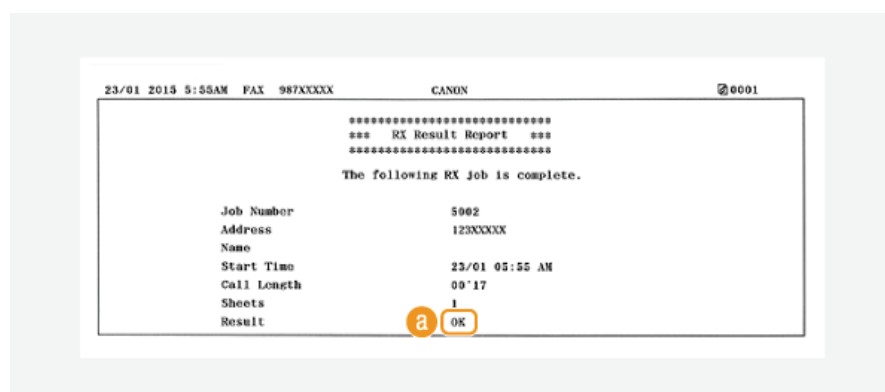 23/01 2015 5:55AM FAX 987XXXXX CANON 0001
****************************
*** RX Result Report ***
****************************
The following RX job is complete.
Job Number 5002
Address 123XXXXX
Name
Start Time 23/01 05:55 AM
Call Length 00'17
Sheets 1
Result a OK